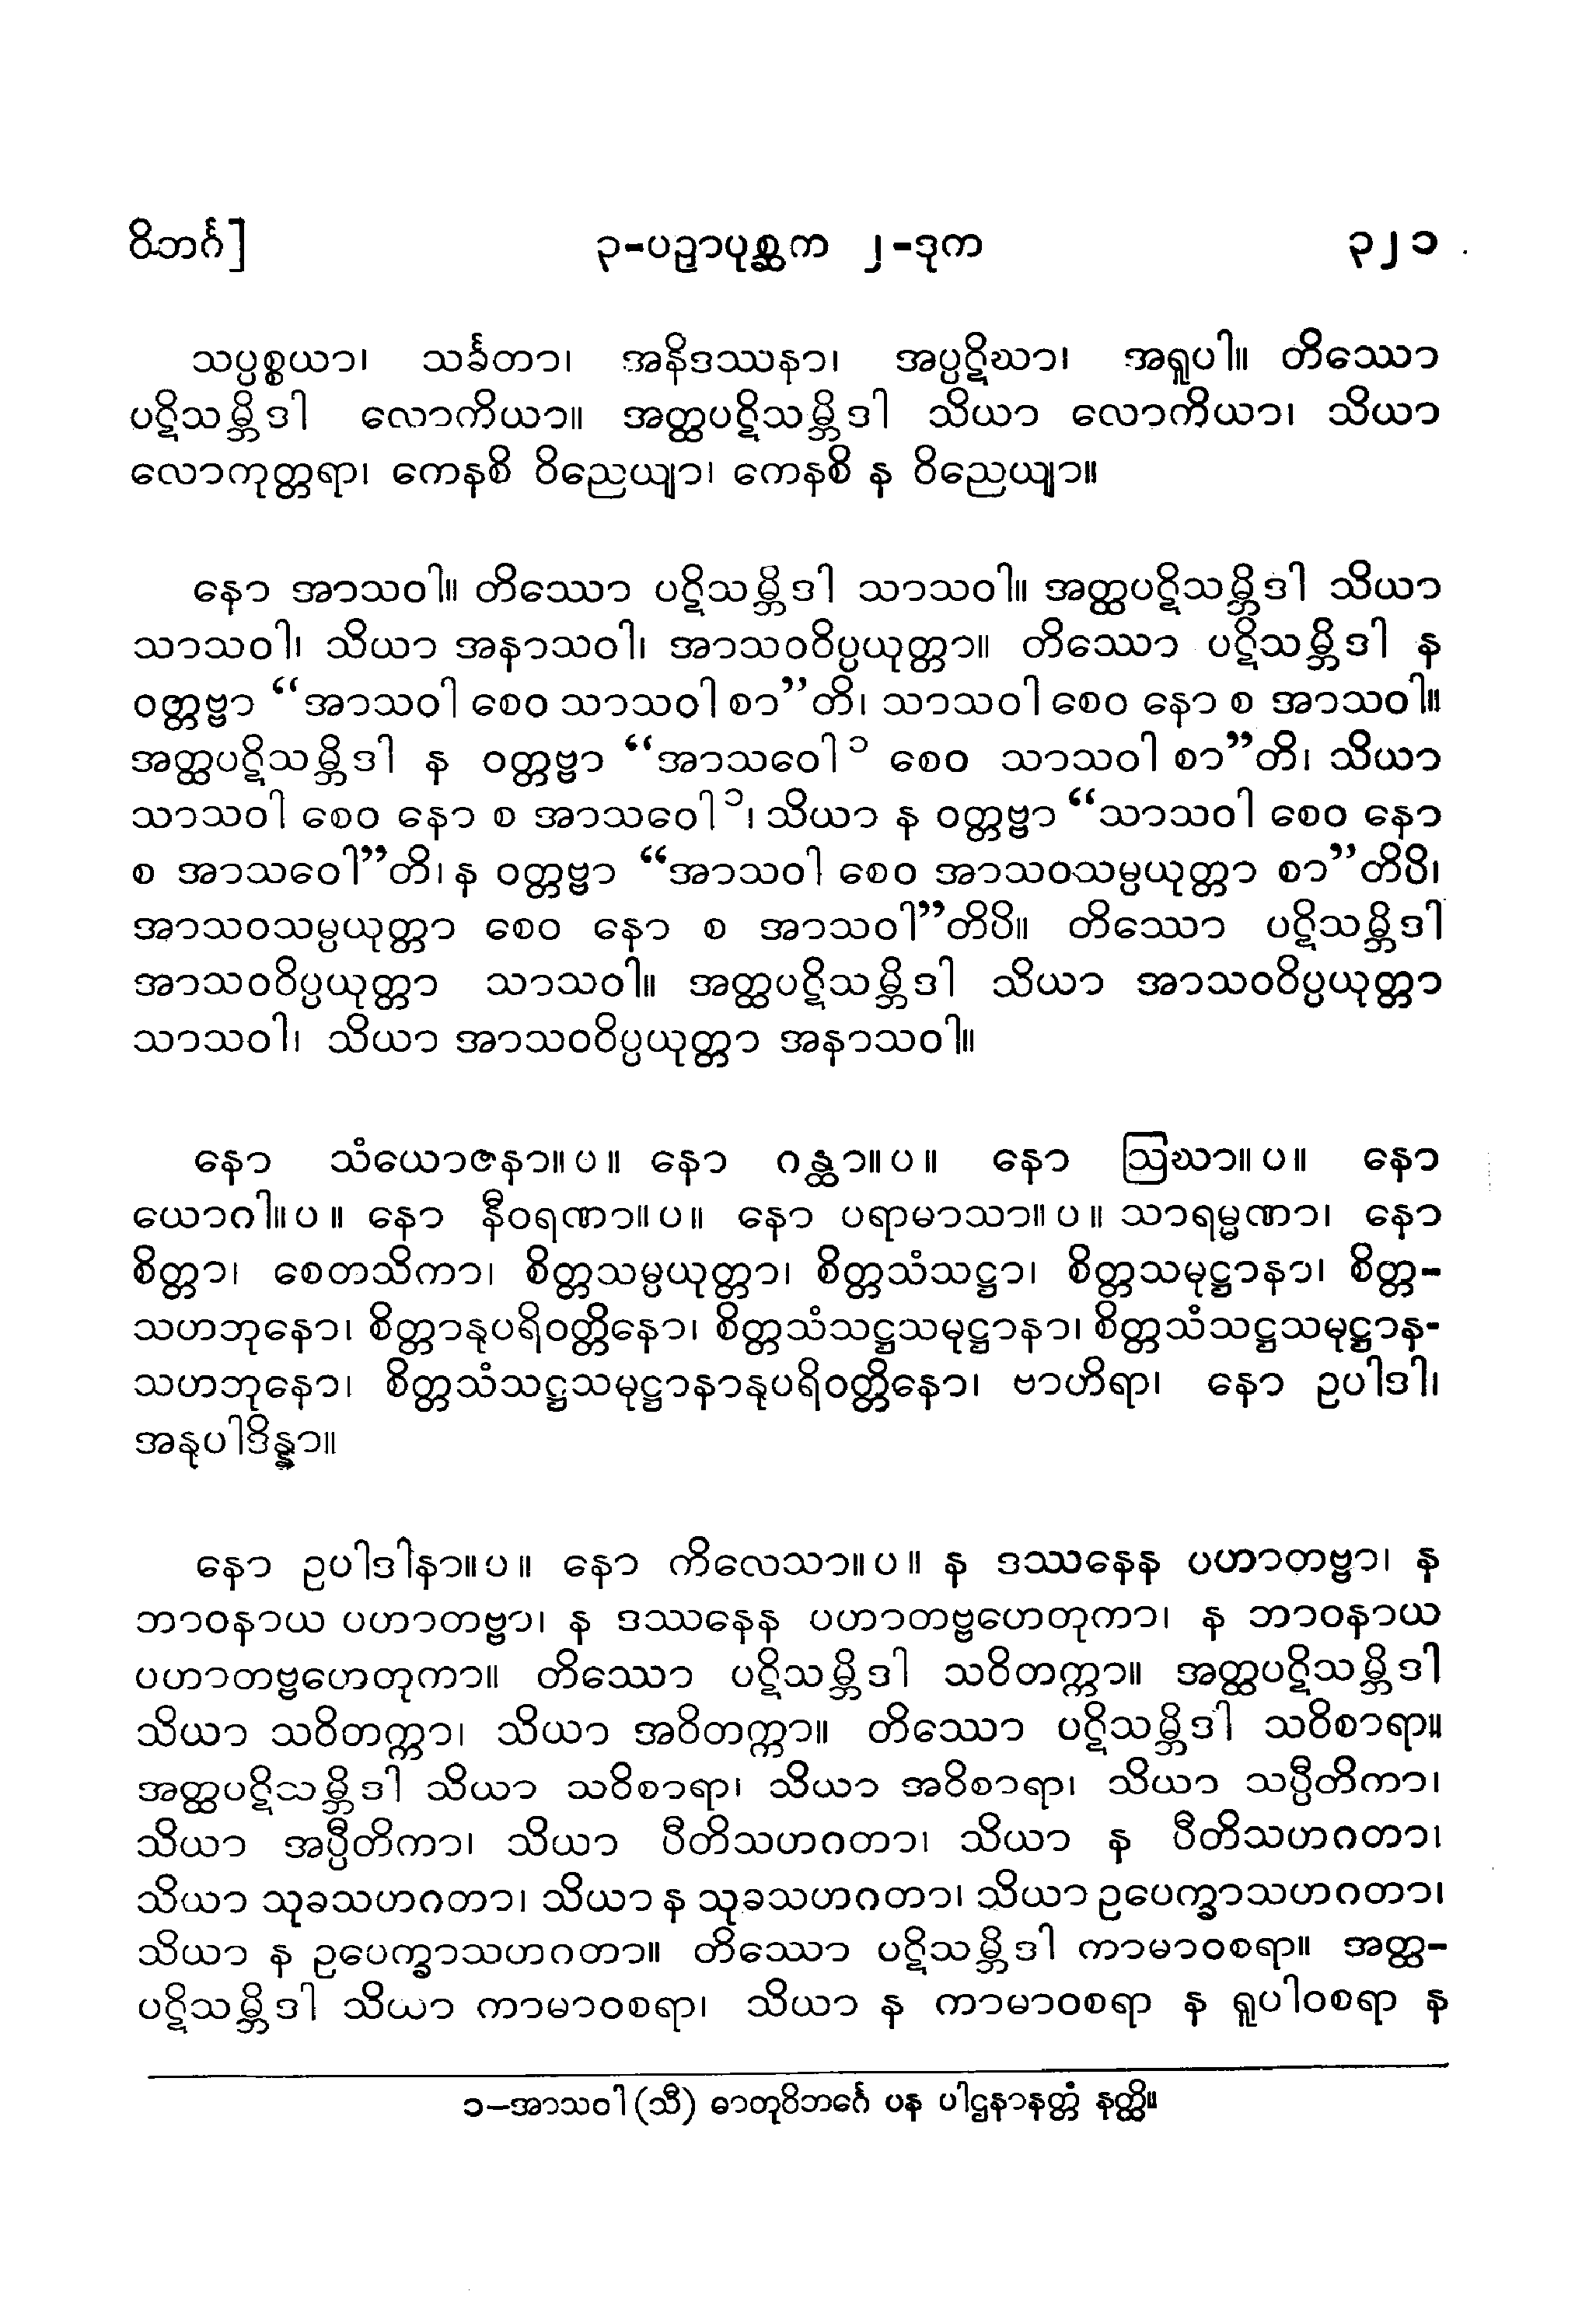 ဝိဘင်္ဂ]	၃-ပဉှာပုစ္ဆက ၂-ဒုက	၃၂၁
သပ္ပစ္စယာ၊ သင်္ခတာ၊ အနိဒဿနာ၊ အပ္ပဋိဃာ၊ အရူပါ။ တိဿော
ပဋိသမ္ဘိဒါ လောကိယာ။ အတ္ထပဋိသမ္ဘိဒါ သိယာ လောကိယာ၊ သိယာ
လောကုတ္တရာ၊ ကေနစိ ဝိညေယျာ၊ ကေနစိ န ဝိညေယျာ။
နော အာသဝါ။ တိဿော ပဋိသမ္ဘိဒါ သာသဝါ။ အတ္ထပဋိသမ္ဘိဒါ သိယာ
သာသဝါ၊ သိယာ အနာသဝါ၊ အာသဝဝိပ္ပယုတ္တာ။ တိဿော ပဋိသမ္ဘိဒါ န
ဝတ္တဗ္ဗာ “အာသဝါ စေဝ သာသဝါ စာ”တိ၊ သာသဝါ စေဝ နော စ အာသဝါ။
အတ္ထပဋိသမ္ဘိဒါ န ဝတ္တဗ္ဗာ “အာသဝေါ ၁ စေဝ သာသဝါ စာ”တိ၊ သိယာ
သာသဝါ စေဝ နော စ အာသဝေါ ၁၊ သိယာ န ဝတ္တဗ္ဗာ “သာသဝါ စေဝ နော
စ အာသဝေါ”တိ၊ န ဝတ္တဗ္ဗာ “အာသဝါ စေဝ အာသဝသမ္ပယုတ္တာ စာ”တိပိ၊
အာသဝသမ္ပယုတ္တာ စေဝ နော စ အာသဝါ”တိပိ။ တိဿော ပဋိသမ္ဘိဒါ
အာသဝဝိပ္ပယုတ္တာ သာသဝါ။ အတ္ထပဋိသမ္ဘိဒါ သိယာ အာသဝဝိပ္ပယုတ္တာ
သာသဝါ၊ သိယာ အာသဝဝိပ္ပယုတ္တာ အနာသဝါ။
နော သံယောဇနာ။ပ။ နော ဂန္ထာ။ပ။ နော ဩဃာ။ပ။ နော
ယောဂါ။ပ။ နော နီဝရဏာ။ပ။ နော ပရာမာသာ။ပ။ သာရမ္မဏာ၊ နော
စိတ္တာ၊ စေတသိကာ၊ စိတ္တသမ္ပယုတ္တာ၊ စိတ္တသံသဋ္ဌာ၊ စိတ္တသမုဋ္ဌာနာ၊ စိတ္တ-
သဟဘုနော၊ စိတ္တာနုပရိဝတ္တိနော၊ စိတ္တသံသဋ္ဌသမုဋ္ဌာနာ၊ စိတ္တသံသဋ္ဌသမုဋ္ဌာန-
သဟဘုနော၊ စိတ္တသံသဋ္ဌသမုဋ္ဌာနာနုပရိဝတ္တိနော၊ ဗာဟိရာ၊ နော ဥပါဒါ၊
အနုပါဒိန္နာ။
နော ဥပါဒါနာ။ပ။ နော ကိလေသာ။ပ။ န ဒဿနေန ပဟာတဗ္ဗာ၊ န
ဘာဝနာယ ပဟာတဗ္ဗာ၊ န ဒဿနေန ပဟာတဗ္ဗဟေတုကာ၊ န ဘာဝနာယ
ပဟာတဗ္ဗဟေတုကာ။ တိဿော ပဋိသမ္ဘိဒါ သဝိတက္ကာ။ အတ္ထပဋိသမ္ဘိဒါ
သိယာ သဝိတက္ကာ၊ သိယာ အဝိတက္ကာ။ တိဿော ပဋိသမ္ဘိဒါ သဝိစာရာ။
အတ္ထပဋိသမ္ဘိဒါ သိယာ သဝိစာရာ၊ သိယာ အဝိစာရာ၊ သိယာ သပ္ပီတိကာ၊
သိယာ အပ္ပီတိကာ၊ သိယာ ပီတိသဟဂတာ၊ သိယာ န ပီတိသဟဂတာ၊
သိယာ သုခသဟဂတာ၊ သိယာ န သုခသဟဂတာ၊ သိယာ ဥပေက္ခာသဟဂတာ၊
သိယာ န ဥပေက္ခာသဟဂတာ။ တိဿော ပဋိသမ္ဘိဒါ ကာမာဝစရာ။ အတ္ထ-
ပဋိသမ္ဘိဒါ သိယာ ကာမာဝစရာ၊ သိယာ န ကာမာဝစရာ န ရူပါဝစရာ န
၁−အာသဝါ (သီ) ဓာတုဝိဘင်္ဂေ ပန ပါဌနာနတ္တံ နတ္ထိ။